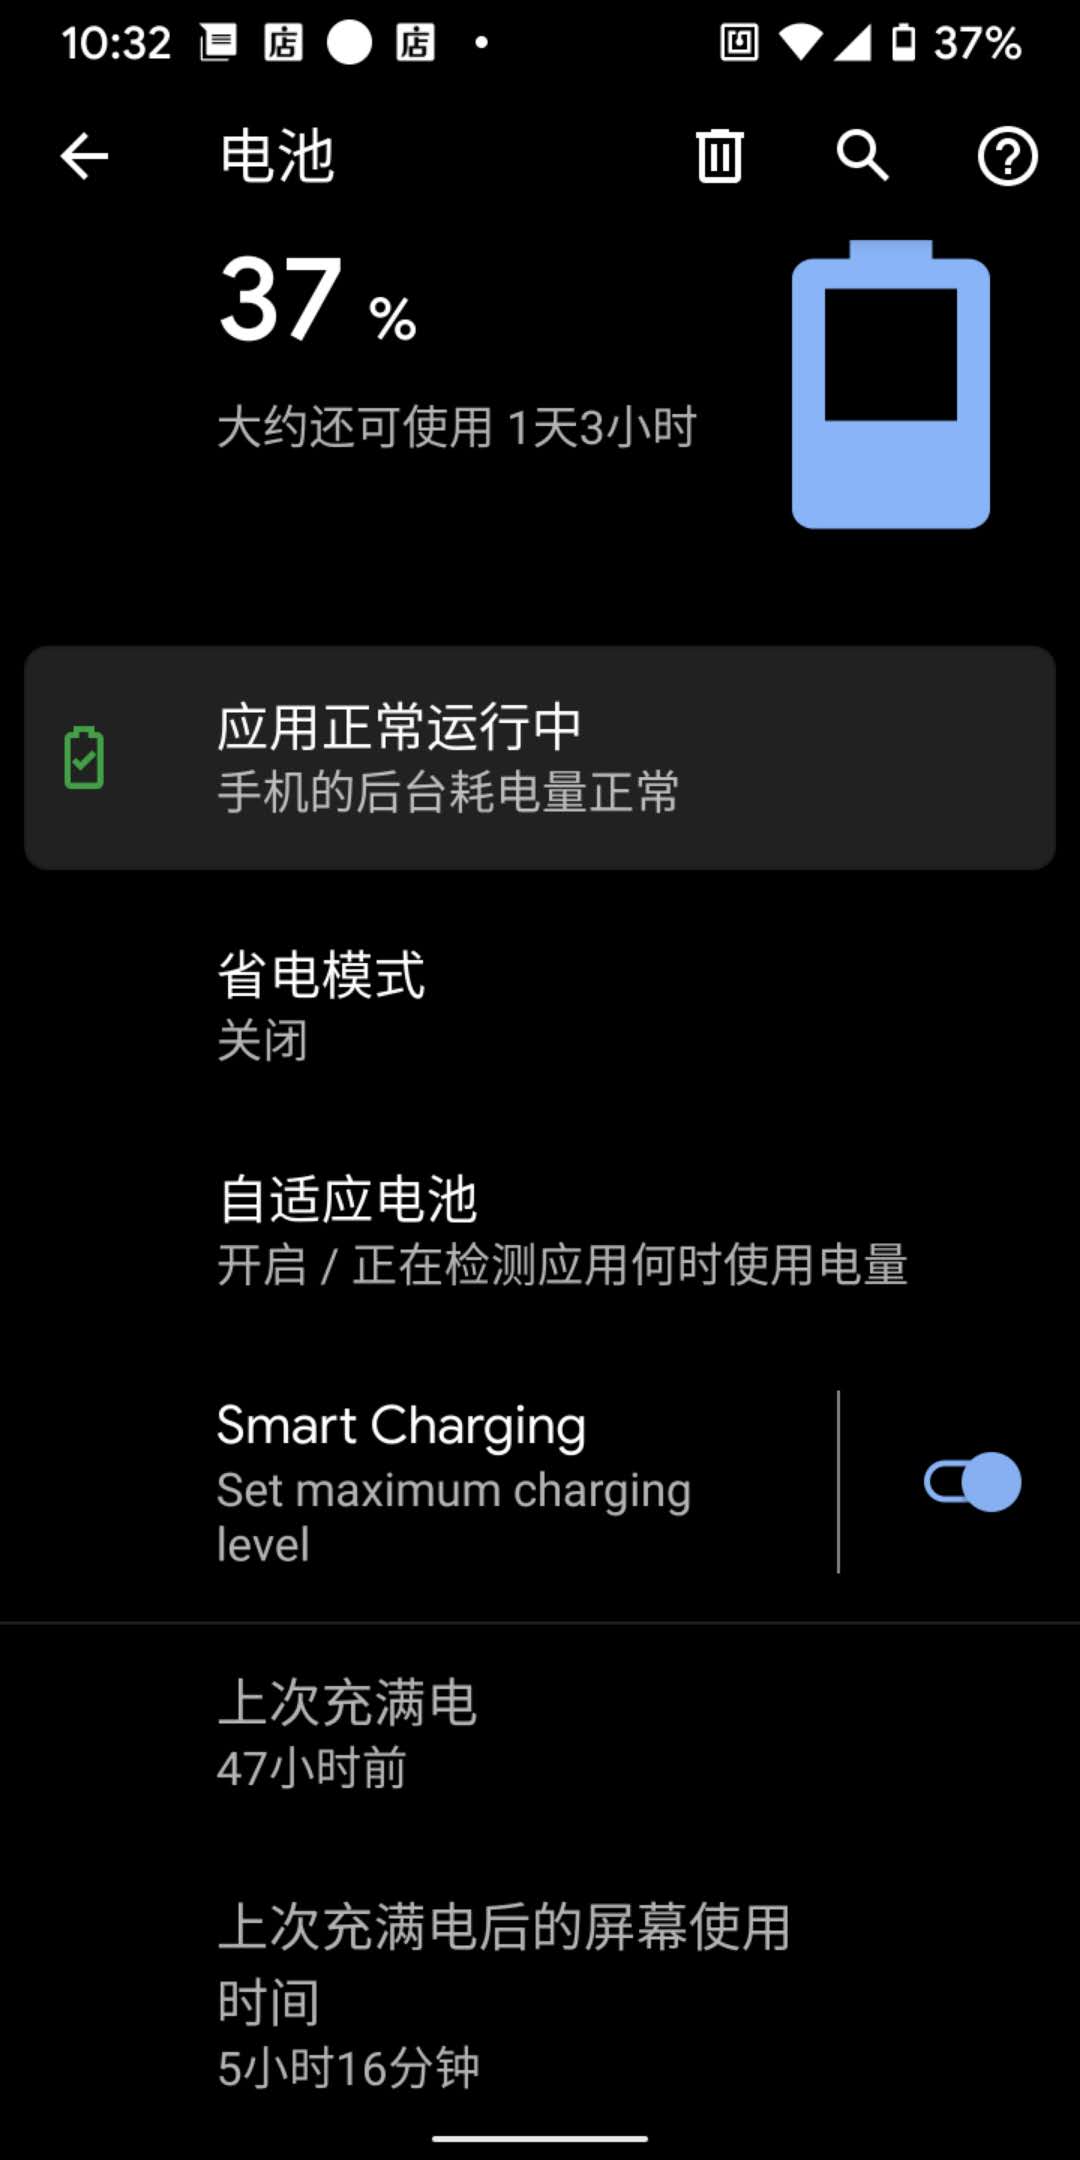 10:32 店 店 37%
电池
37 %
大约还可使用 1天3小时
应用正常运行中
手机的后台耗电量正常
省电模式
关闭
自适应电池
开启 / 正在检测应用何时使用电量
Smart Charging
Set maximum charging
level
上次充满电
47小时前
上次充满电后的屏幕使用
时间
5小时16分钟